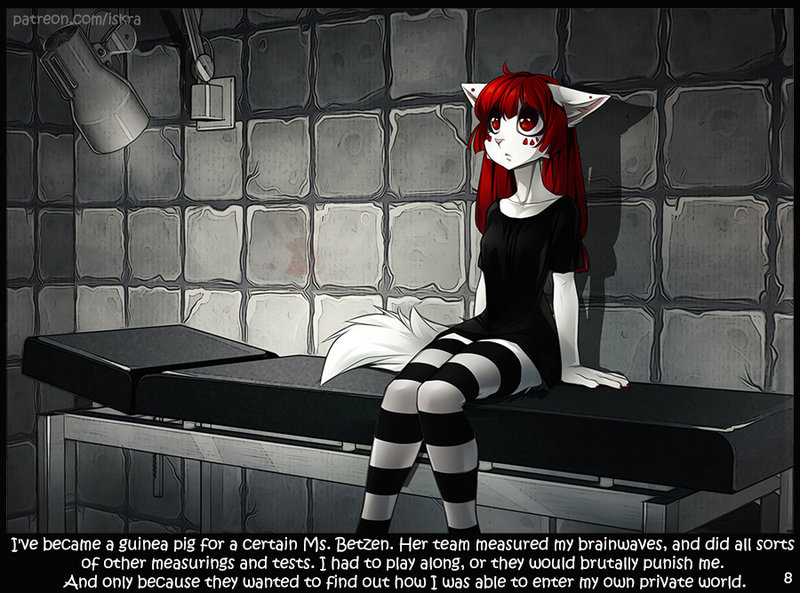 patreon.com/iskra
I've became a guinea pig for a certain Ms. Betzen. Her team measured my brainwaves, and did all sorts
of other measurings and tests. I had to play along, or they would brutally punish me.
And only because they wanted to find out how I was able to enter my own private world.
8